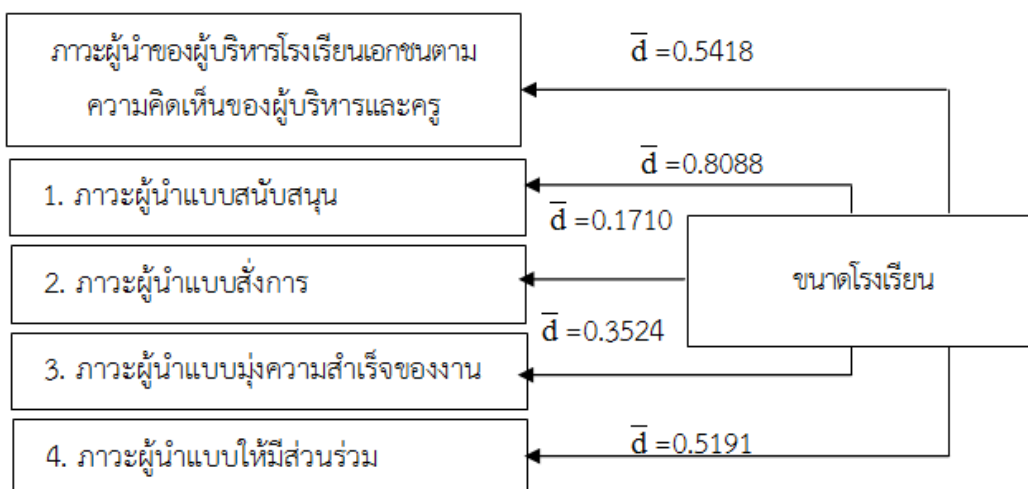 ภาวะผู้นำของผู้บริหารโรงเรียนเอกชนตาม
ความคิดเห็นของผู้บริหารและครู
d̅ =0.5418
1. ภาวะผู้นำแบบสนับสนุน
d̅ =0.8088
2. ภาวะผู้นำแบบสั่งการ
d̅ =0.1710
ขนาดโรงเรียน
3. ภาวะผู้นำแบบมุ่งความสำเร็จของงาน
d̅ =0.3524
4. ภาวะผู้นำแบบให้มีส่วนร่วม
d̅ =0.5191